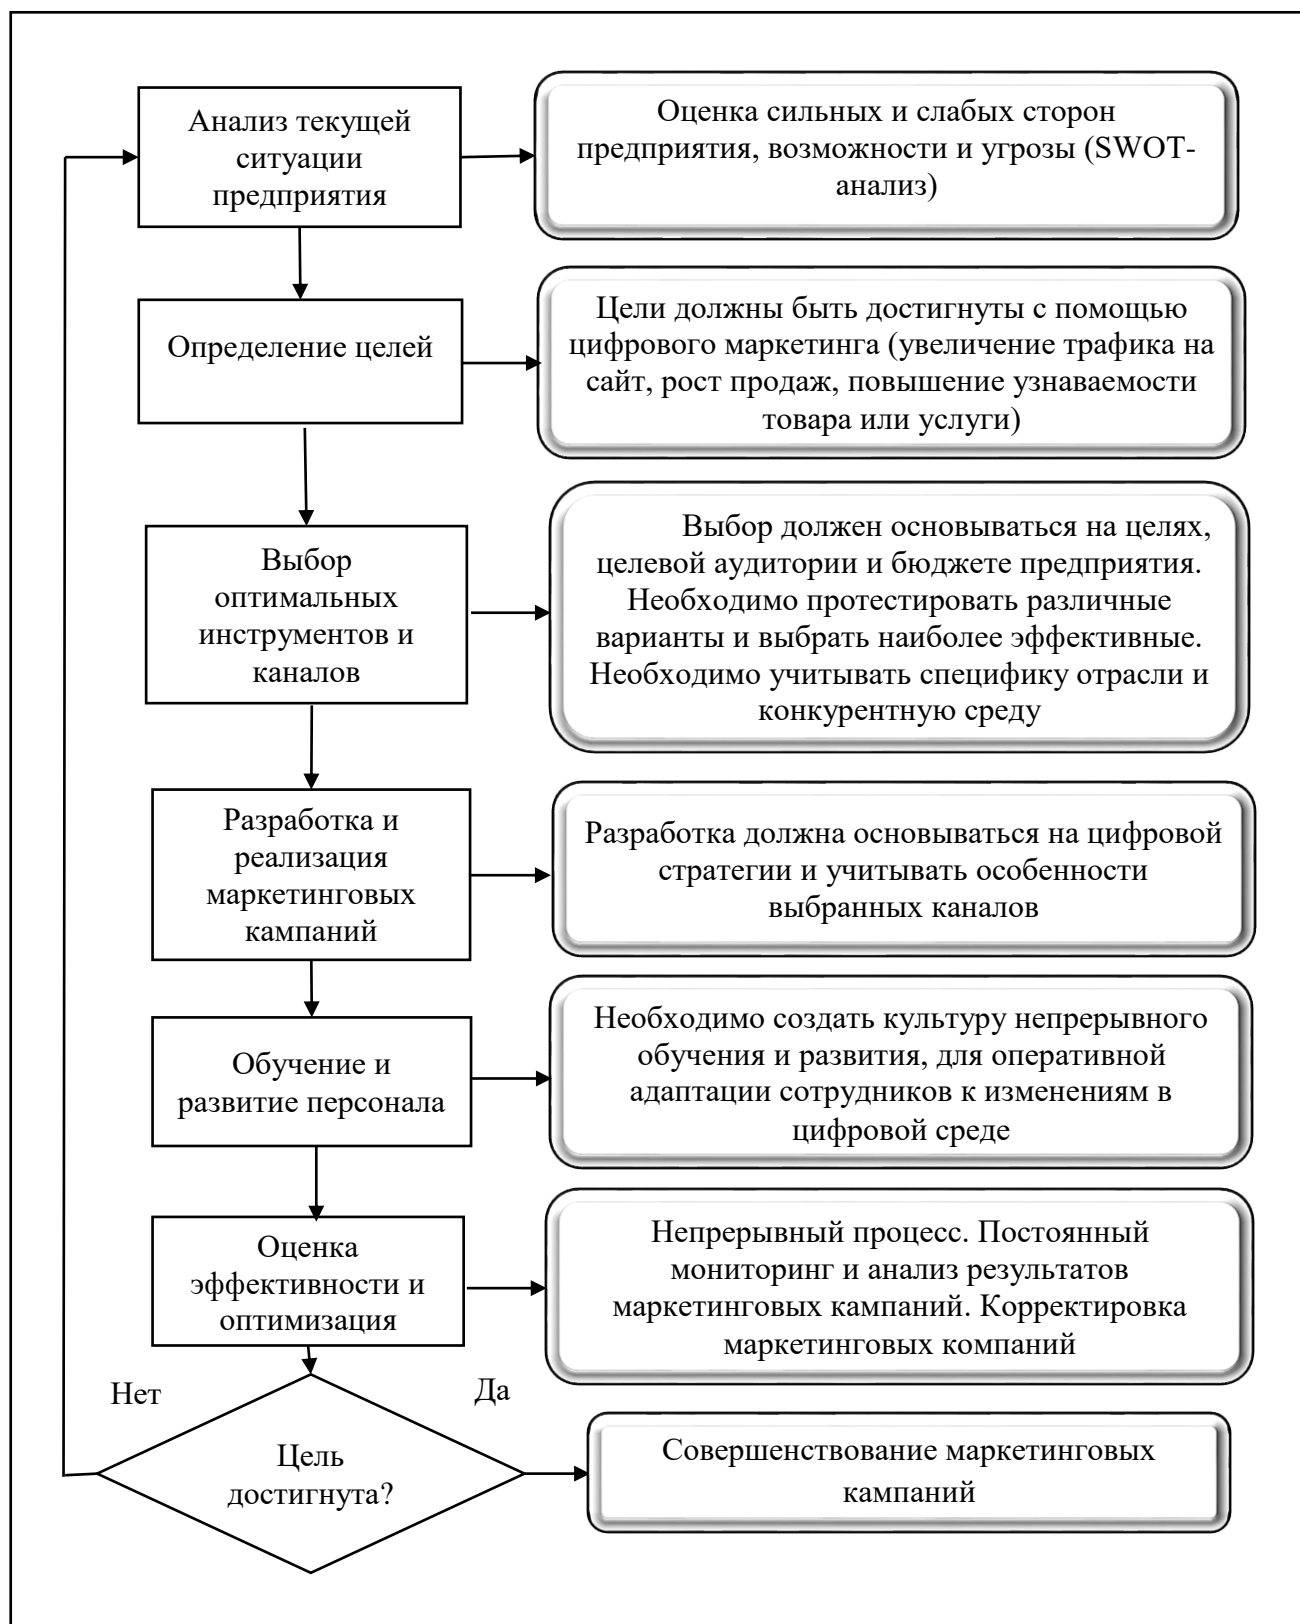 Анализ текущей
ситуации
предприятия
Оценка сильных и слабых сторон
предприятия, возможности и угрозы (SWOT-
анализ)
Определение целей
Цели должны быть достигнуты с помощью
цифрового маркетинга (увеличение трафика на
сайт, рост продаж, повышение узнаваемости
товара или услуги)
Выбор
оптимальных
инструментов и
каналов
Выбор должен основываться на целях,
целевой аудитории и бюджете предприятия.
Необходимо протестировать различные
варианты и выбрать наиболее эффективные.
Необходимо учитывать специфику отрасли и
конкурентную среду
Разработка и
реализация
маркетинговых
кампаний
Разработка должна основываться на цифровой
стратегии и учитывать особенности
выбранных каналов
Обучение и
развитие персонала
Необходимо создать культуру непрерывного
обучения и развития, для оперативной
адаптации сотрудников к изменениям в
цифровой среде
Оценка
эффективности и
оптимизация
Непрерывный процесс. Постоянный
мониторинг и анализ результатов
маркетинговых кампаний. Корректировка
маркетинговых компаний
Нет
Да
Цель
достигнута?
Совершенствование маркетинговых
кампаний